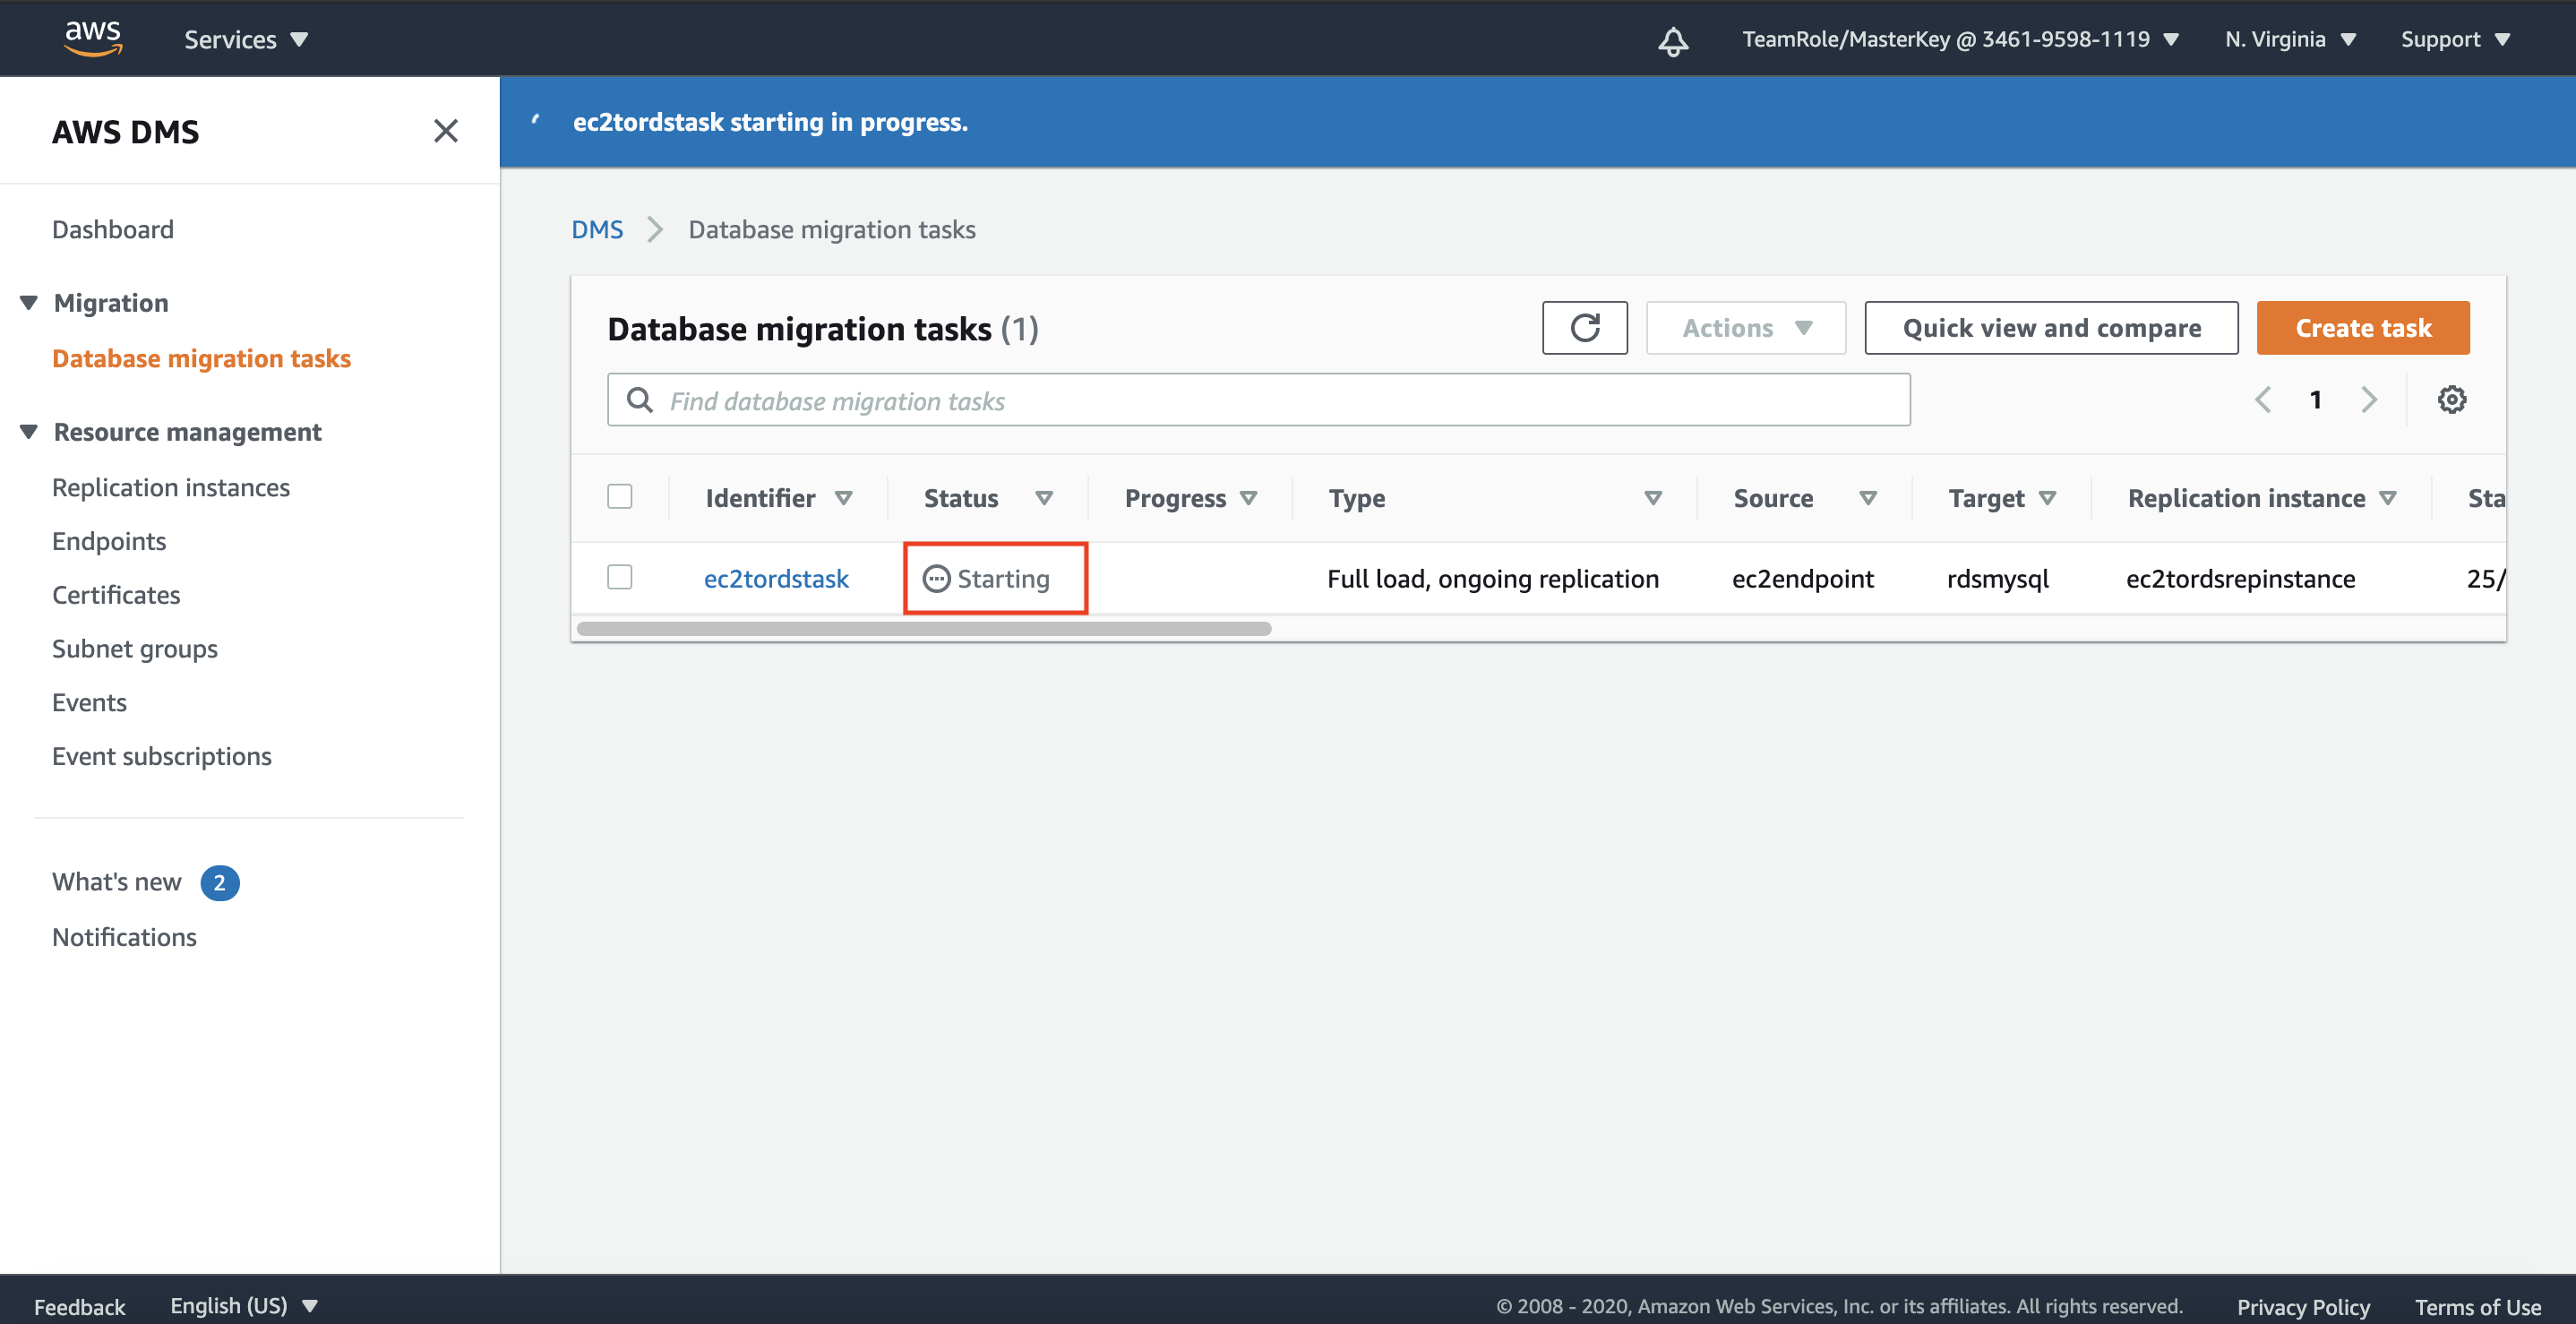 aws
Services
TeamRole/MasterKey @ 3461-9598-1119
N. Virginia
Support
AWS DMS
ec2tordstask starting in progress.
Dashboard
Migration
Database migration tasks
Resource management
Replication instances
Endpoints
Certificates
Subnet groups
Events
Event subscriptions
What's new 2
Notifications
DMS
Database migration tasks
Database migration tasks (1)
Actions
Quick view and compare
Create task
Find database migration tasks
1
Identifier
Status
Progress
Type
Source
Target
Replication instance
Sta
ec2tordstask
Starting
Full load, ongoing replication
ec2endpoint
rdsmysql
ec2tordsrepinstance
25/
Feedback
English (US)
© 2008 - 2020, Amazon Web Services, Inc. or its affiliates. All rights reserved.
Privacy Policy
Terms of Use